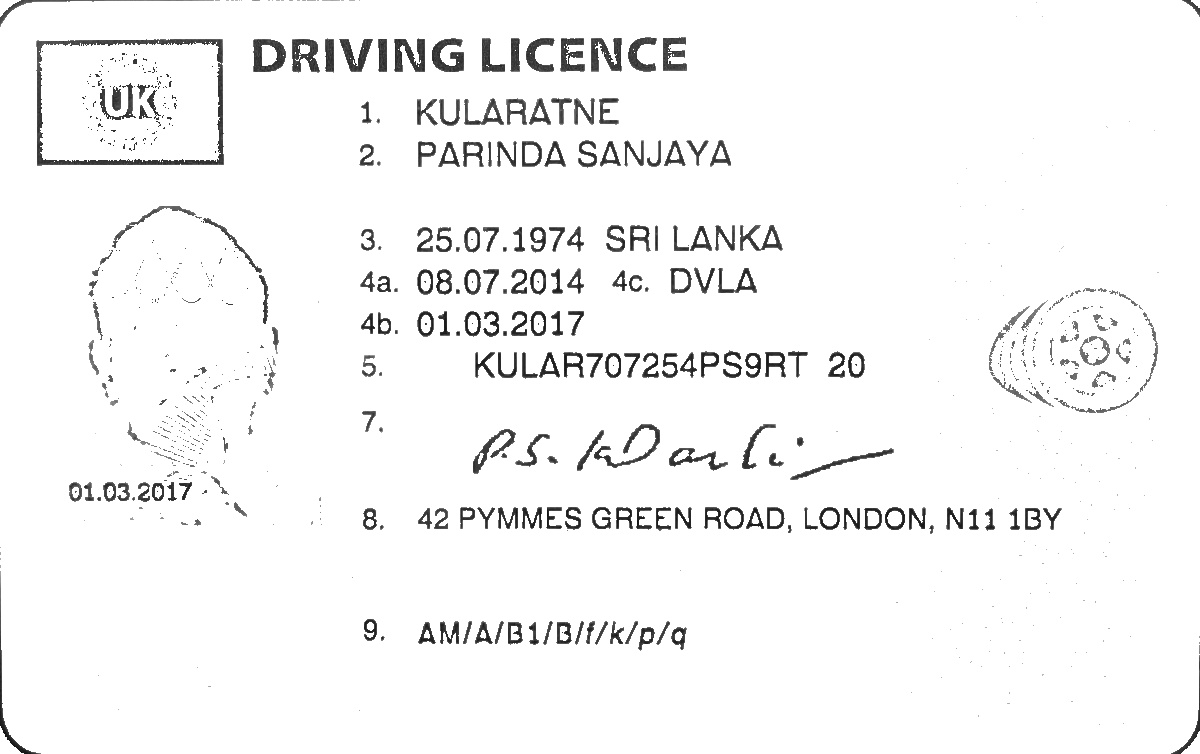 UK
DRIVING LICENCE
1. KULARATNE
2. PARINDA SANJAYA
3. 25.07.1974 SRI LANKA
4a. 08.07.2014 4c. DVLA
4b. 01.03.2017
5. KULAR707254PS9RT 20
7.
P.S.
01.03.2017
8. 42 PYMMES GREEN ROAD, LONDON, N11 1BY
9. AM/A/B1/B/f/k/p/q